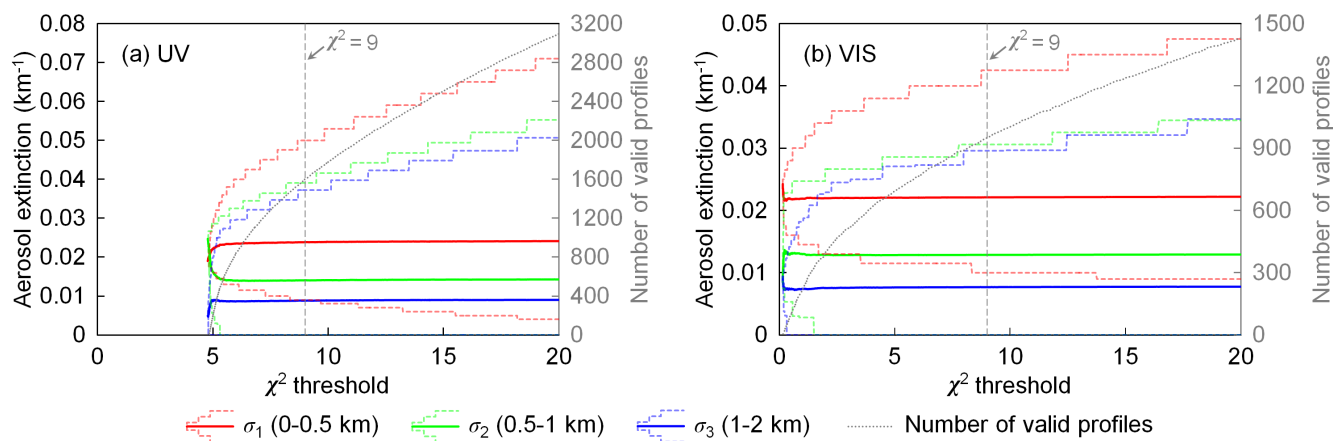 (a) UV
χ² = 9
Aerosol extinction (km⁻¹)
0.08
0.07
0.06
0.05
0.04
0.03
0.02
0.01
0
3200
2800
2400
2000
1600
1200
800
400
0
Number of valid profiles
0 5 10 15 20
χ² threshold
(b) VIS
χ² = 9
Aerosol extinction (km⁻¹)
0.05
0.04
0.03
0.02
0.01
0
1500
1200
900
600
300
0
Number of valid profiles
0 5 10 15 20
χ² threshold
σ₁ (0-0.5 km) σ₂ (0.5-1 km) σ₃ (1-2 km) Number of valid profiles